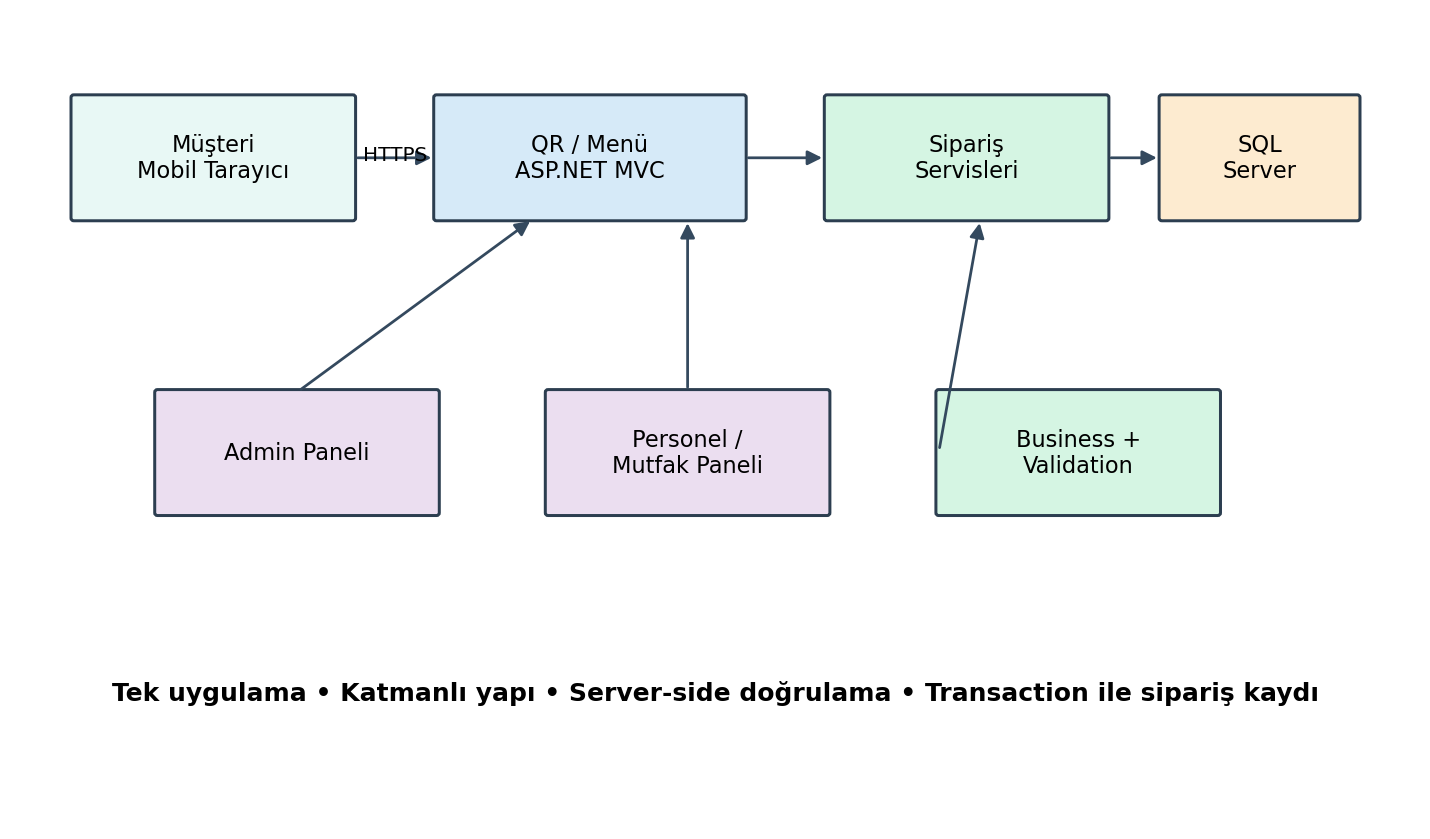 Müşteri
Mobil Tarayıcı
HTTPS
QR / Menü
ASP.NET MVC
Sipariş
Servisleri
SQL
Server
Admin Paneli
Personel /
Mutfak Paneli
Business +
Validation
Tek uygulama • Katmanlı yapı • Server-side doğrulama • Transaction ile sipariş kaydı